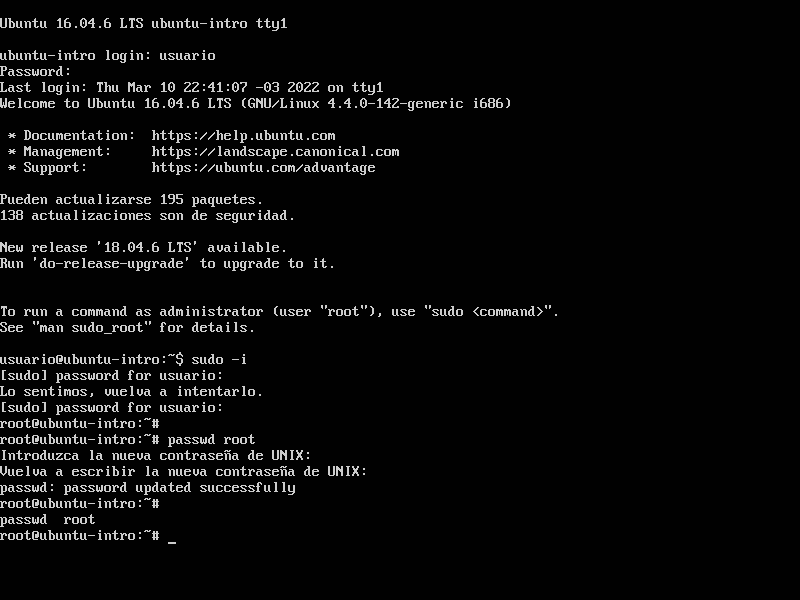 Ubuntu 16.04.6 LTS ubuntu-intro tty1
ubuntu-intro login: usuario
Password:
Last login: Thu Mar 10 22:41:07 -03 2022 on tty1
Welcome to Ubuntu 16.04.6 LTS (GNU/Linux 4.4.0-142-generic i686)
* Documentation:  https://help.ubuntu.com
* Management:     https://landscape.canonical.com
* Support:        https://ubuntu.com/advantage
Pueden actualizarse 195 paquetes.
138 actualizaciones son de seguridad.
New release '18.04.6 LTS' available.
Run 'do-release-upgrade' to upgrade to it.
To run a command as administrator (user "root"), use "sudo <command>".
See "man sudo_root" for details.
usuario@ubuntu-intro:~$ sudo -i
[sudo] password for usuario:
Lo sentimos, vuelva a intentarlo.
[sudo] password for usuario:
root@ubuntu-intro:~#
root@ubuntu-intro:~# passwd root
Introduzca la nueva contraseña de UNIX:
Vuelva a escribir la nueva contraseña de UNIX:
passwd: password updated successfully
root@ubuntu-intro:~#
passwd  root
root@ubuntu-intro:~# _